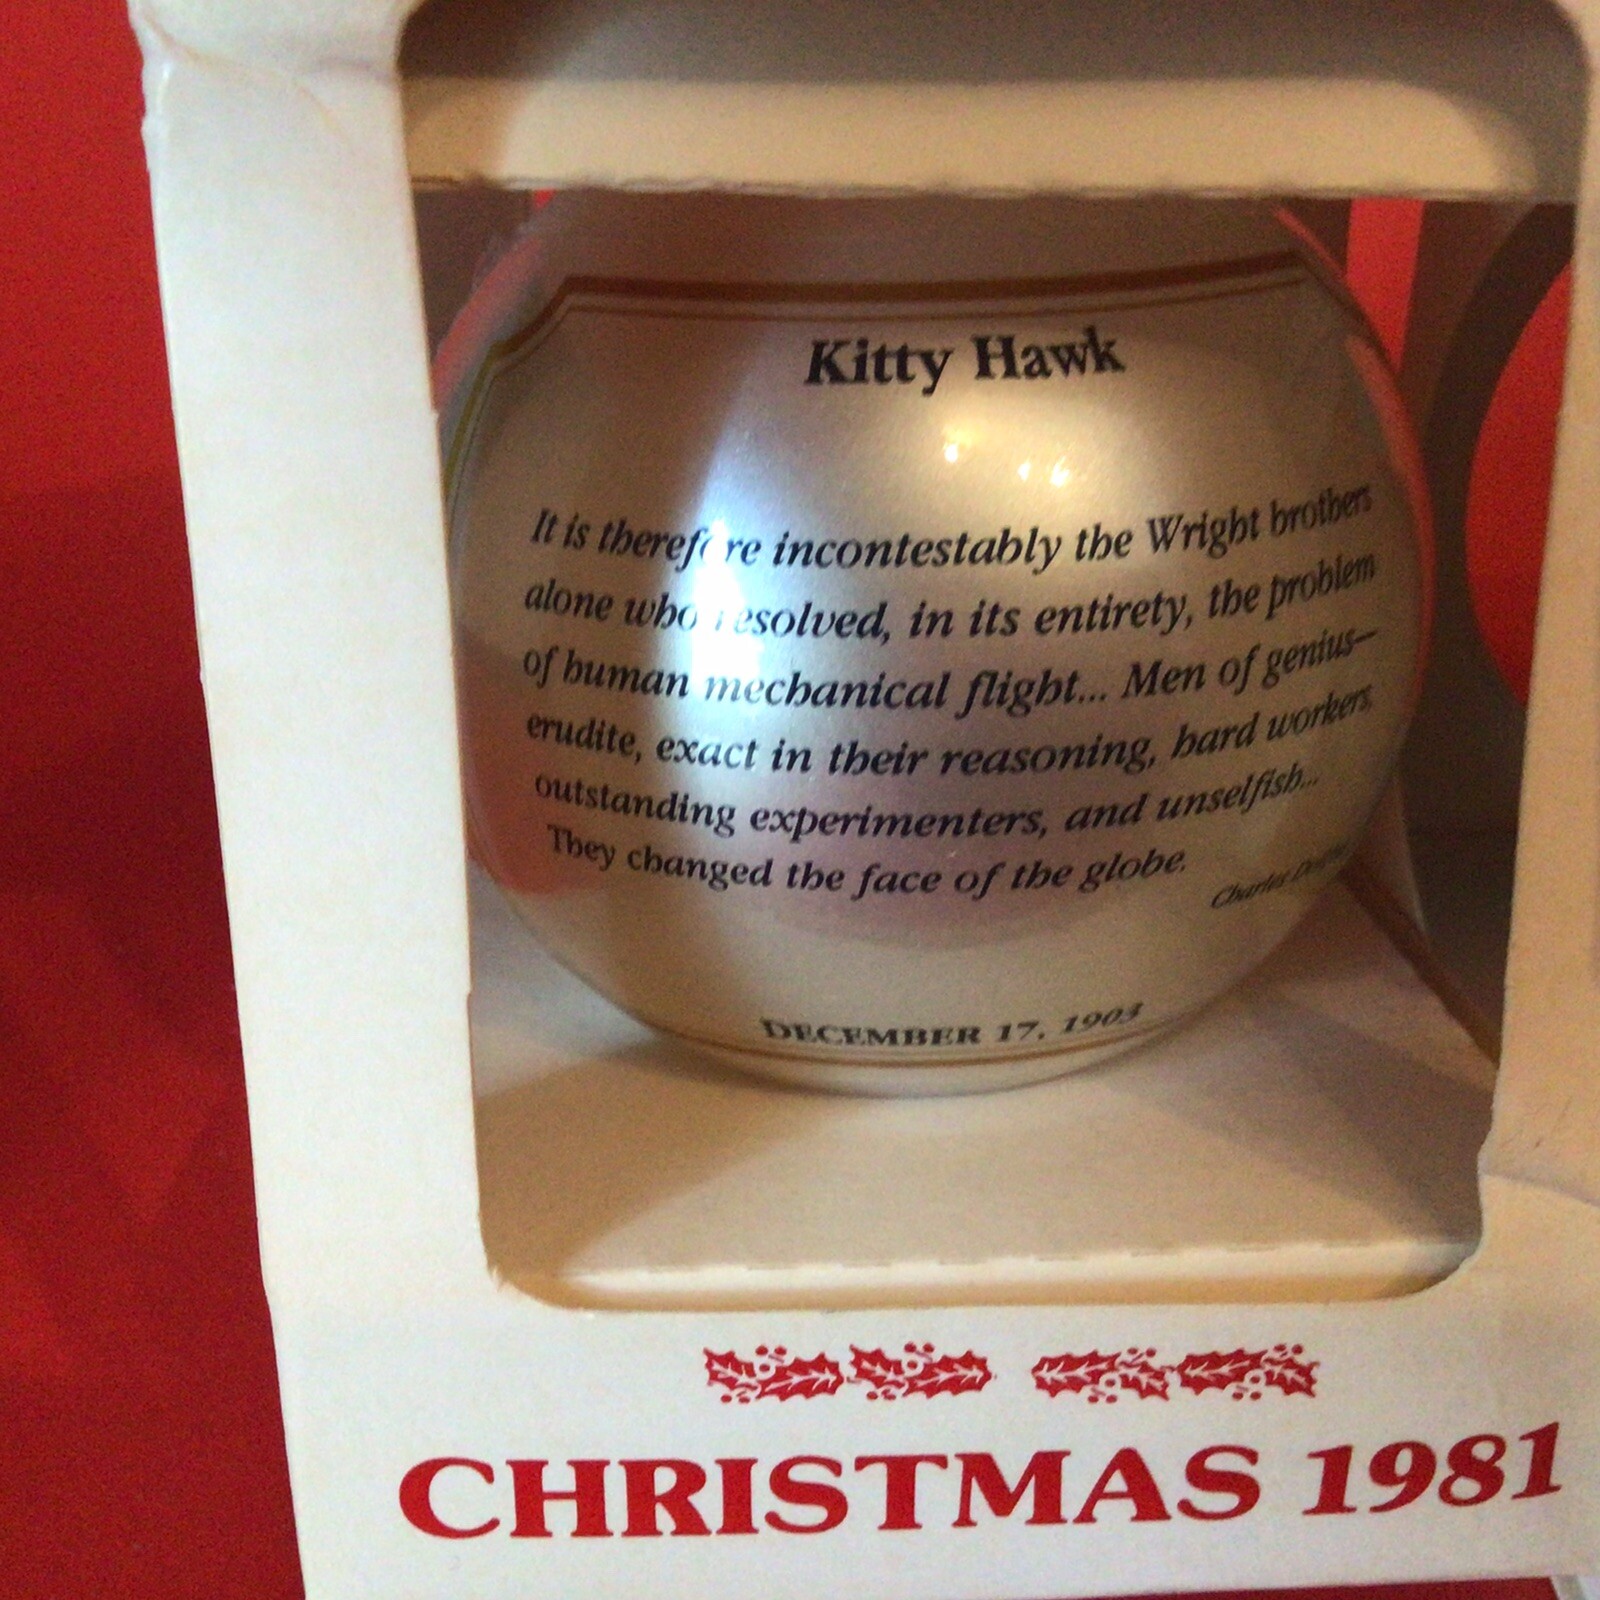 Kitty Hawk
It is therefore incontestably the Wright brothers
alone who resolved, in its entirety, the problem
of human mechanical flight... Men of genius—
erudite, exact in their reasoning, hard workers,
outstanding experimenters, and unselfish...
They changed the face of the globe.
Charles
DECEMBER 17, 1903
CHRISTMAS 1981